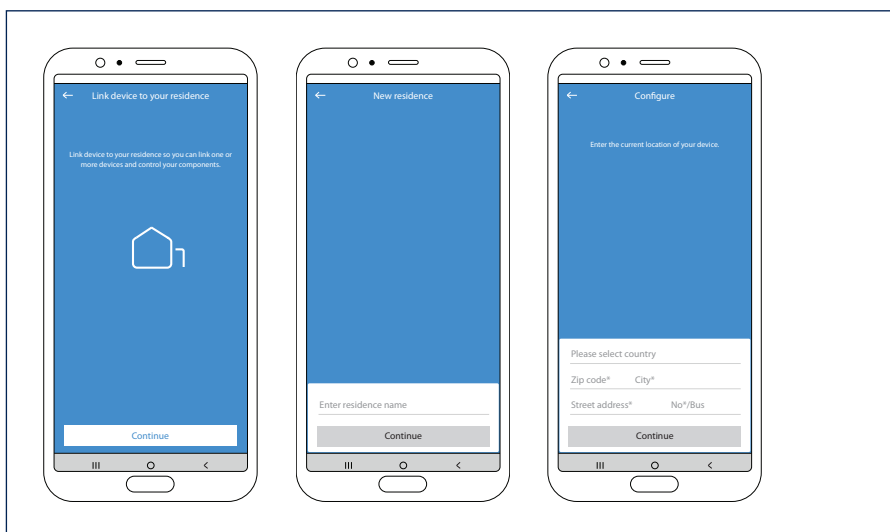 Link device to your residence
Link device to your residence so you can link one or
more devices and control your components.
Continue
New residence
Enter residence name
Continue
Configure
Enter the current location of your device.
Please select country
Zip code* City*
Street address* No*/Bus
Continue